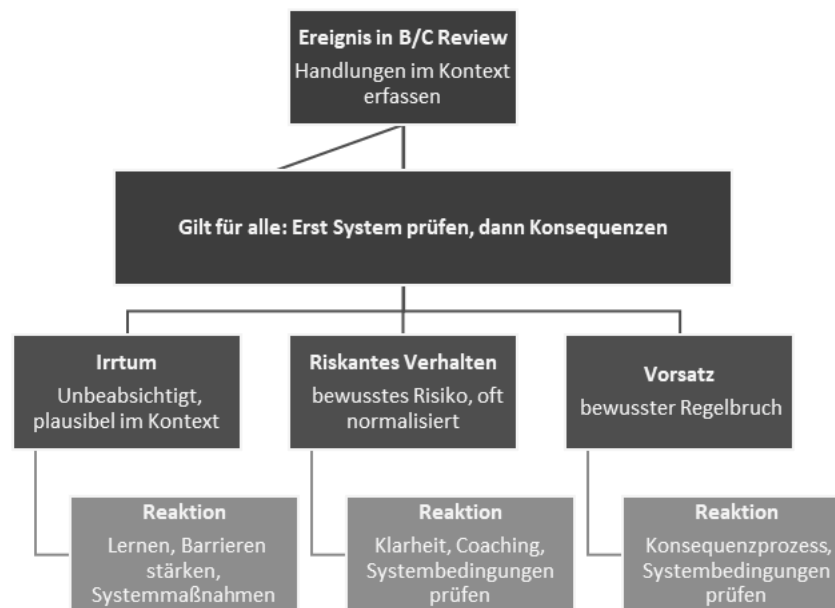 Ereignis in B/C Review
Handlungen im Kontext
erfassen
Gilt für alle: Erst System prüfen, dann Konsequenzen
Irrtum
Unbeabsichtigt,
plausibel im Kontext
Riskantes Verhalten
bewusstes Risiko, oft
normalisiert
Vorsatz
bewusster Regelbruch
Reaktion
Lernen, Barrieren
stärken,
Systemmaßnahmen
Reaktion
Klarheit, Coaching,
Systembedingungen
prüfen
Reaktion
Konsequenzprozess,
Systembedingungen
prüfen